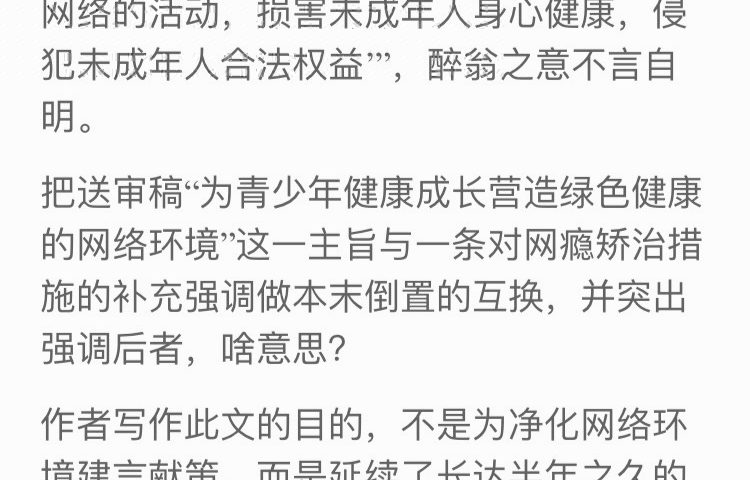 网络的活动，损害未成年人身心健康，侵
犯未成年人合法权益’”，醉翁之意不言自
明。
把送审稿“为青少年健康成长营造绿色健康
的网络环境”这一主旨与一条对网瘾矫治措
施的补充强调做本末倒置的互换，并突出
强调后者，啥意思？
作者写作此文的目的，不是为净化网络环
境建言献策，而是延续了长达半年之久的